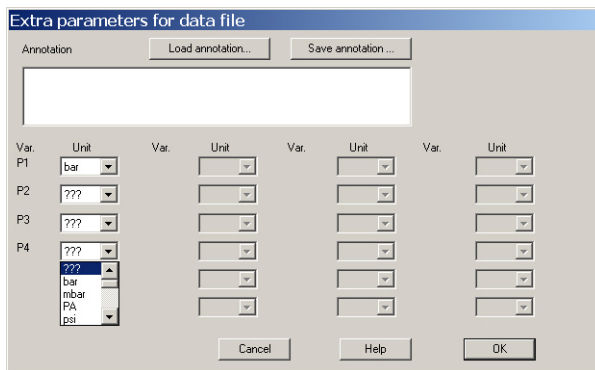 Extra parameters for data file
Annotation Load annotation... Save annotation ...
Var. Unit Var. Unit Var. Unit Var. Unit
P1 bar
P2 ???
P3 ???
P4 ???
???
bar
mbar
PA
psi
Cancel Help OK